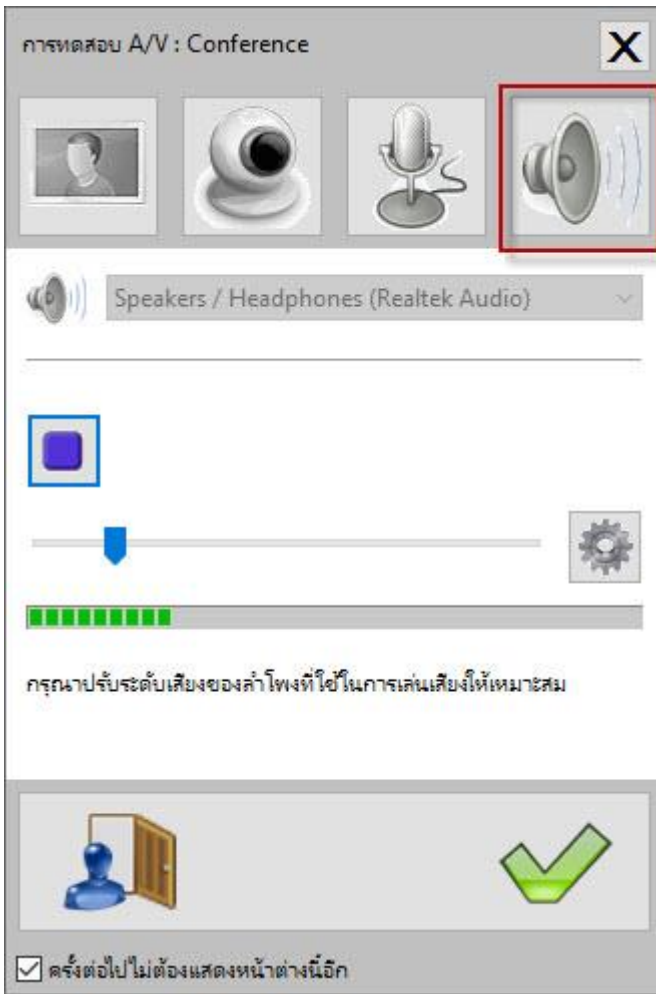 การทดสอบ A/V : Conference
X
Speakers / Headphones (Realtek Audio)
กรุณาปรับระดับเสียงของลำโพงที่ใช้ในการเล่นเสียงให้เหมาะสม
ครั้งต่อไปไม่ต้องแสดงหน้าต่างนี้อีก